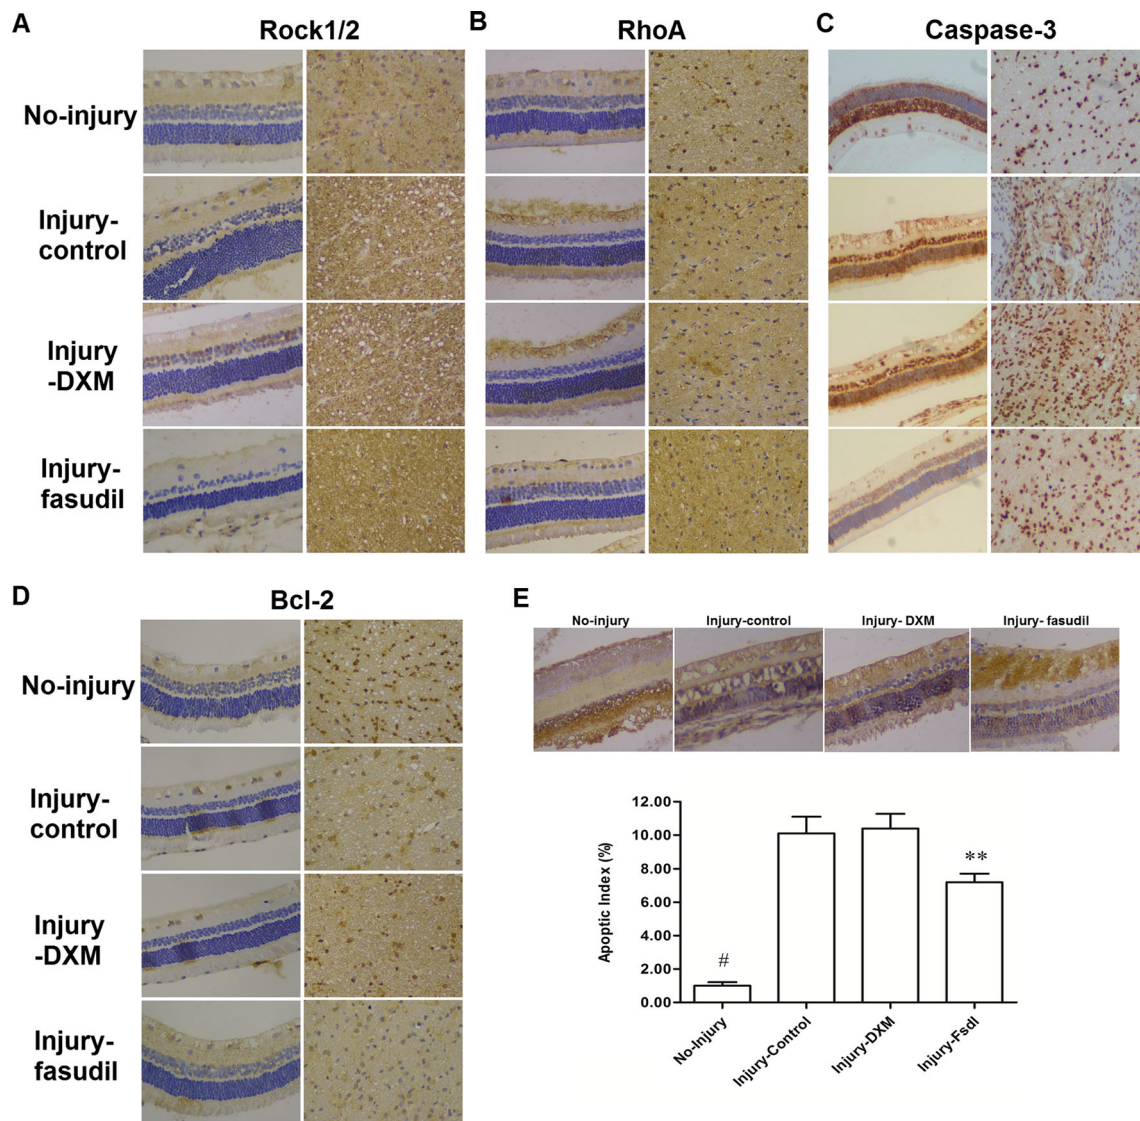 A
Rock1/2
B
RhoA
C
Caspase-3
No-injury
Injury-
control
Injury
-DXM
Injury-
fasudil
D
Bcl-2
No-injury
Injury-
control
Injury
-DXM
Injury-
fasudil
E
No-injury
Injury-control
Injury- DXM
Injury- fasudil
12.00
10.00
8.00
6.00
4.00
2.00
0.00
Apoptic Index (%)
#
**
No-Injury
Injury-Control
Injury-DXM
Injury-Fsdl